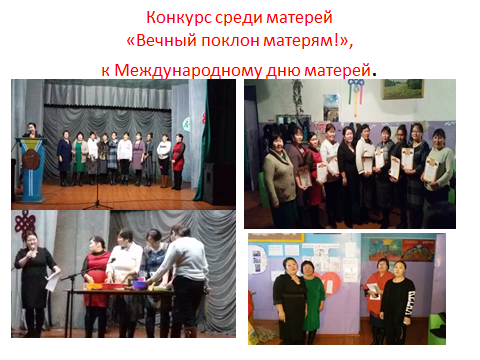 Конкурс среди матерей
«Вечный поклон матерям!»,
к Международному дню матерей.